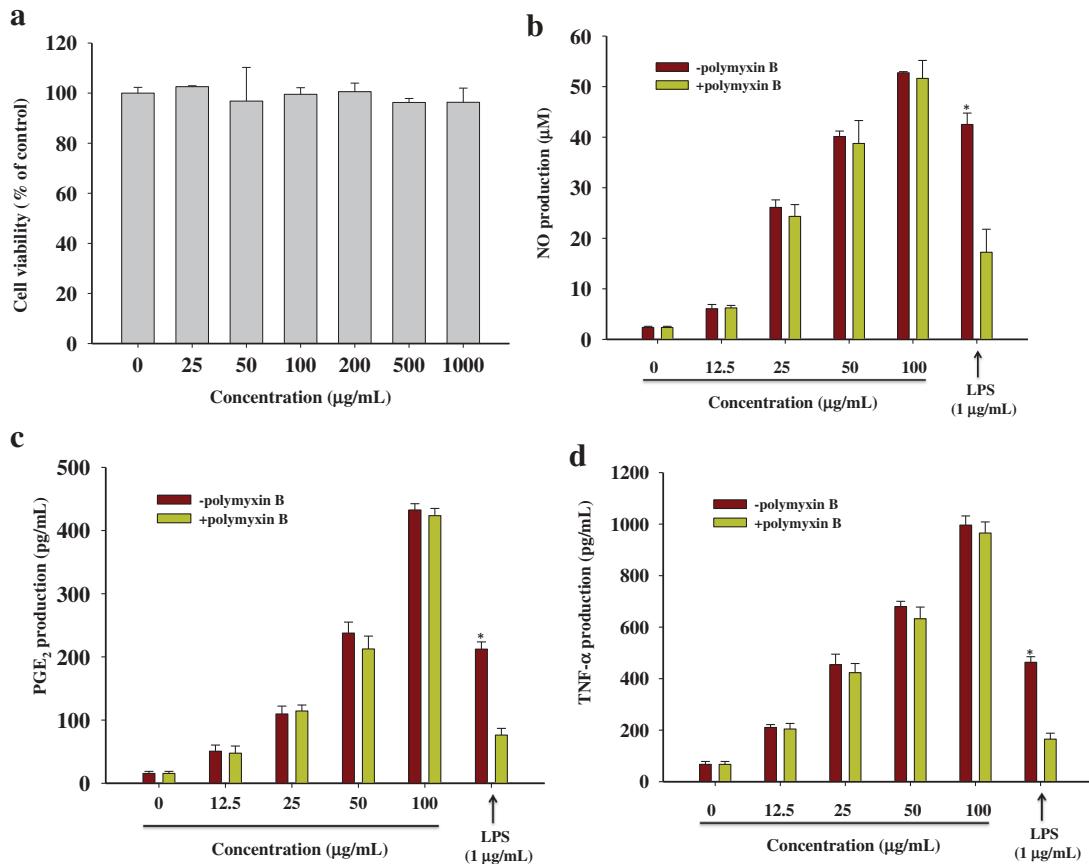 a
120
100
80
60
40
20
0
Cell viability ( % of control)
0 25 50 100 200 500 1000
Concentration (μg/mL)
b
60
50
40
30
20
10
0
NO production (μM)
-polymyxin B
+polymyxin B
*
0 12.5 25 50 100
Concentration (μg/mL)
LPS
(1 μg/mL)
c
500
400
300
200
100
0
PGE₂ production (pg/mL)
-polymyxin B
+polymyxin B
*
0 12.5 25 50 100
Concentration (μg/mL)
LPS
(1 μg/mL)
d
1200
1000
800
600
400
200
0
TNF-α production (pg/mL)
-polymyxin B
+polymyxin B
*
0 12.5 25 50 100
Concentration (μg/mL)
LPS
(1 μg/mL)